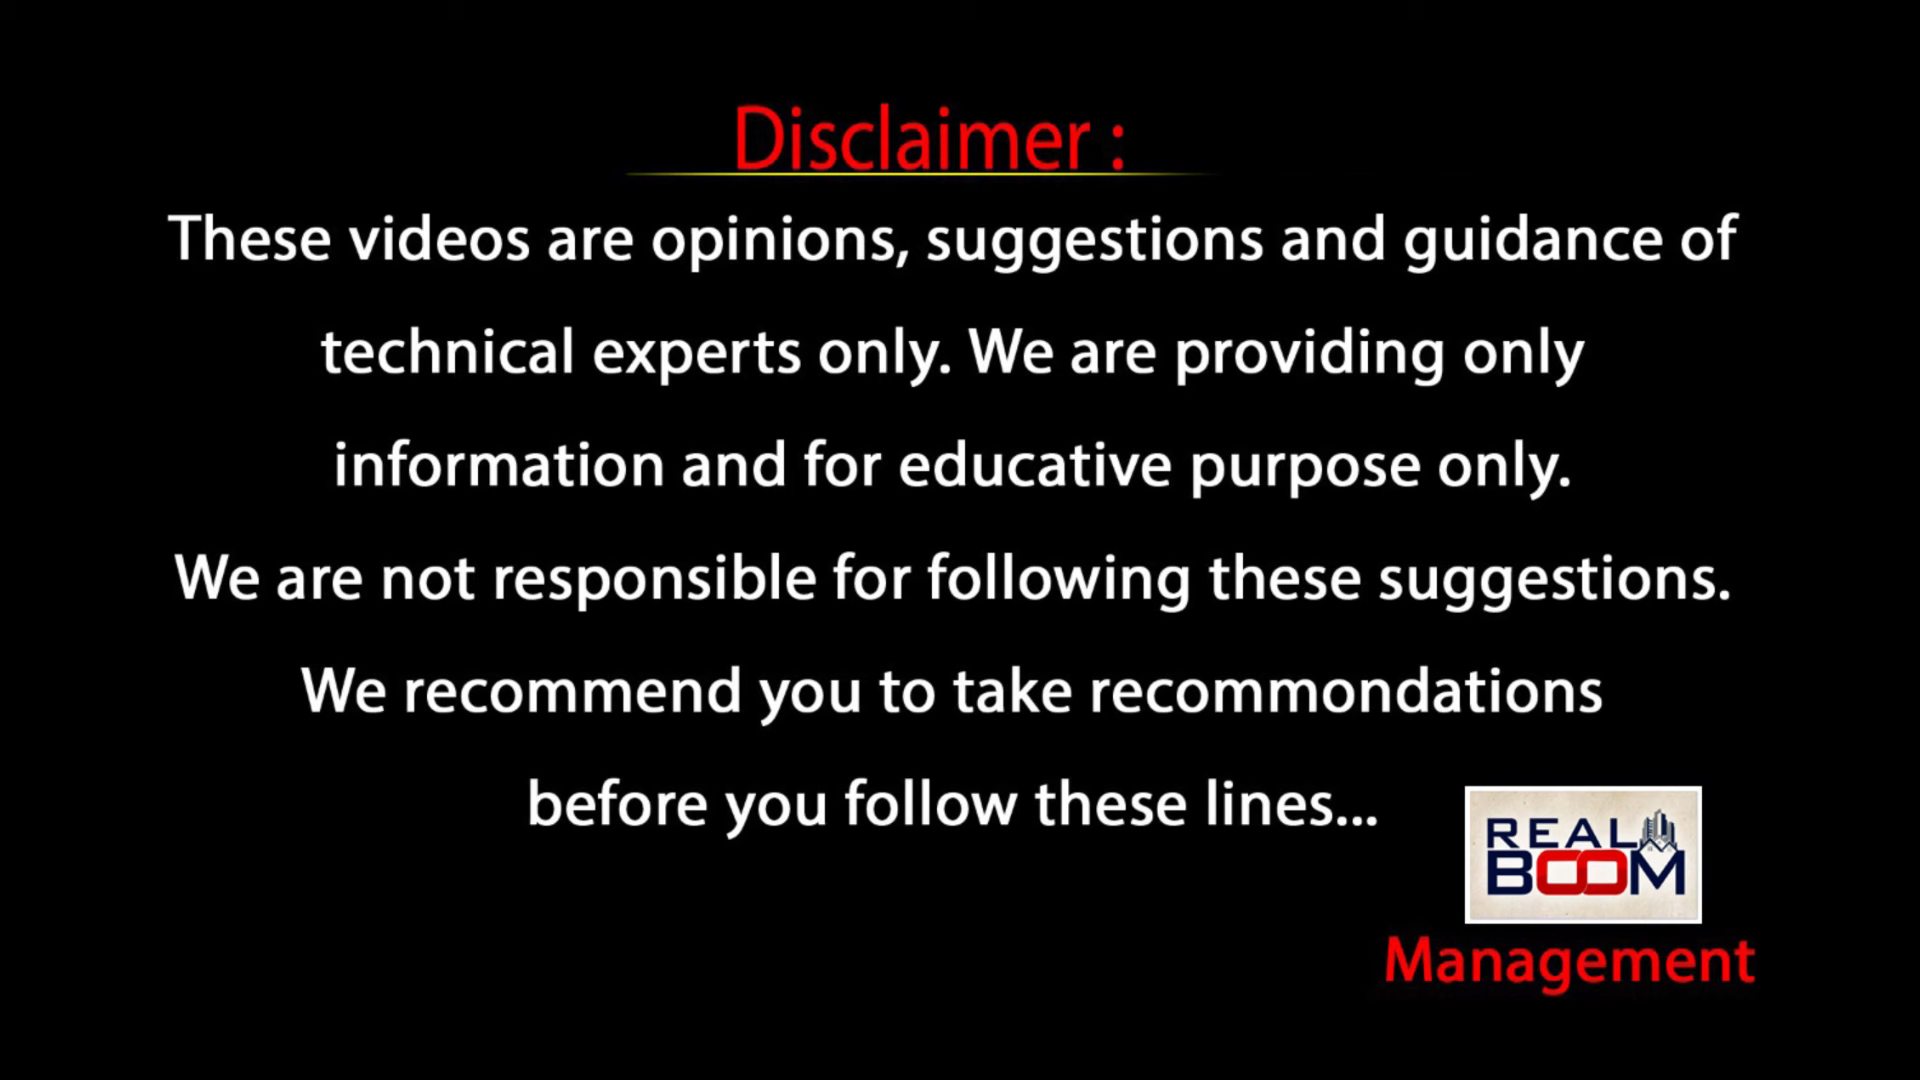 Disclaimer :
These videos are opinions, suggestions and guidance of
technical experts only. We are providing only
information and for educative purpose only.
We are not responsible for following these suggestions.
We recommend you to take recommondations
before you follow these lines...
REAL
BOOM
Management